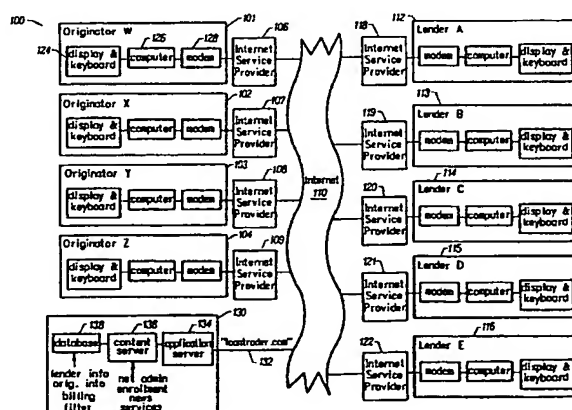 100
Originator W
101
124
126
128
display &
keyboard
computer
modem
106
Internet
Service
Provider
Originator X
102
display &
keyboard
computer
modem
107
Internet
Service
Provider
Originator Y
103
display &
keyboard
computer
modem
108
Internet
Service
Provider
Originator Z
104
display &
keyboard
computer
modem
109
Internet
Service
Provider
130
138
136
134
database
content
server
application
server
"loantrader.com"
132
lender info
orig. info
billing
filter
net admin
enrollment
news
services
Internet
110
118
Internet
Service
Provider
112
Lender A
modem
computer
display &
keyboard
119
Internet
Service
Provider
113
Lender B
modem
computer
display &
keyboard
120
Internet
Service
Provider
114
Lender C
modem
computer
display &
keyboard
121
Internet
Service
Provider
115
Lender D
modem
computer
display &
keyboard
122
Internet
Service
Provider
116
Lender E
modem
computer
display &
keyboard